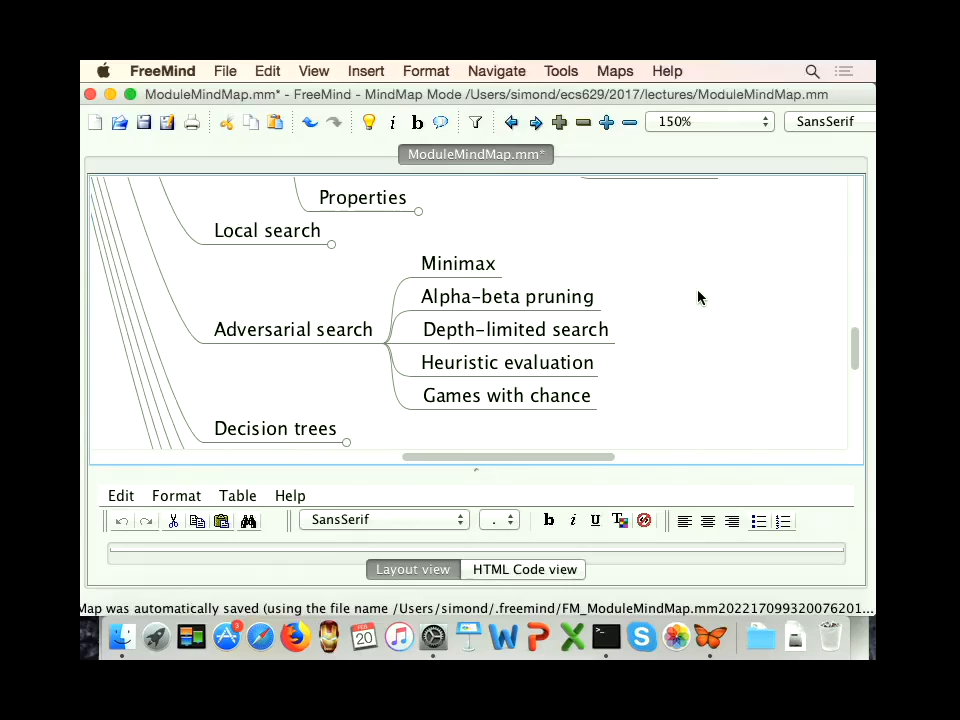 FreeMind File Edit View Insert Format Navigate Tools Maps Help
ModuleMindMap.mm* - FreeMind - MindMap Mode /Users/simond/ecs629/2017/lectures/ModuleMindMap.mm
i b 150% SansSerif
ModuleMindMap.mm*
Properties
Local search
Minimax
Alpha-beta pruning
Adversarial search
Depth-limited search
Heuristic evaluation
Games with chance
Decision trees
Edit Format Table Help
SansSerif . b i U T
Layout view HTML Code view
Map was automatically saved (using the file name /Users/simond/.freemind/FM_ModuleMindMap.mm202217099320076201...
3 FEB 20 W P X S